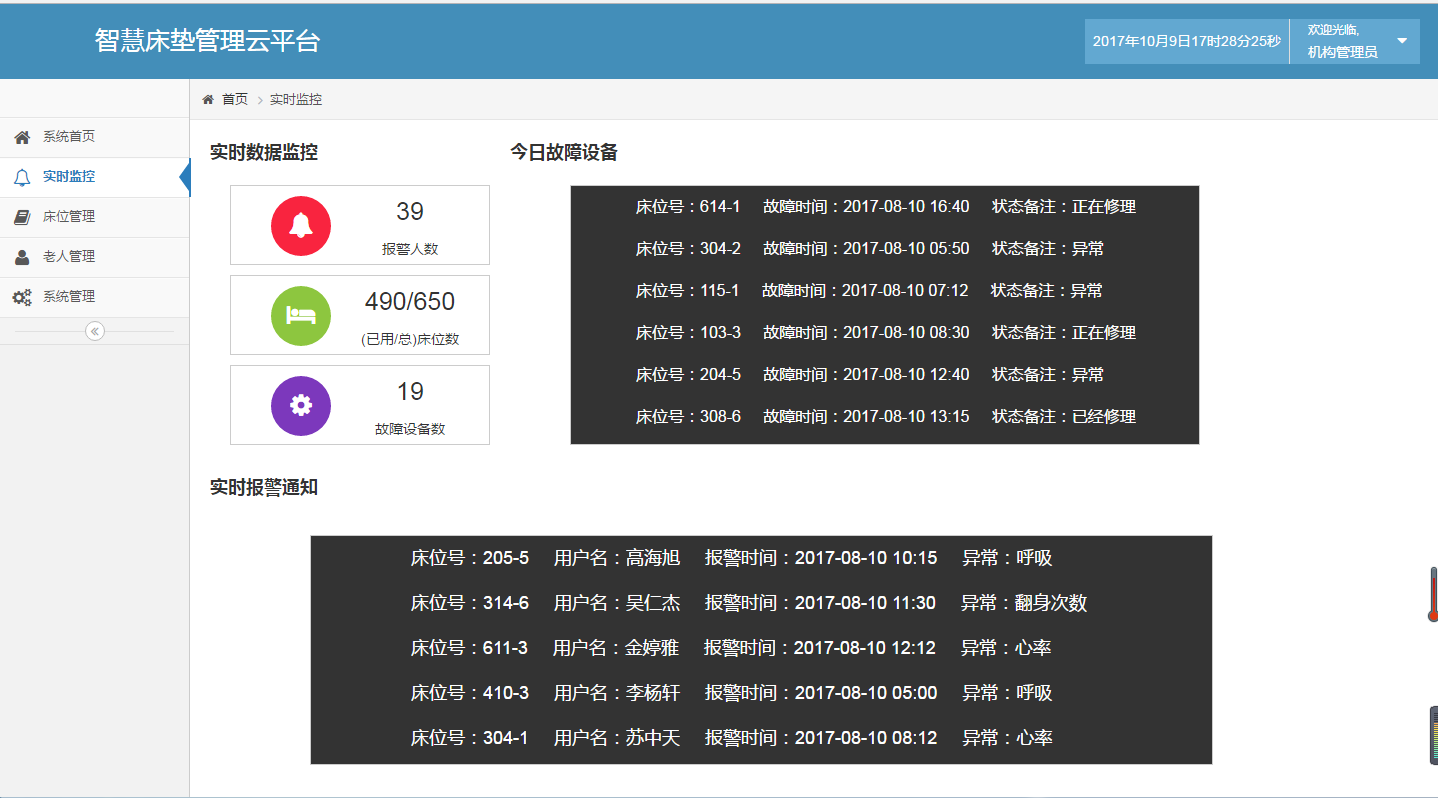 智慧床垫管理云平台
2017年10月9日17时28分25秒
欢迎光临,
机构管理员
首页 实时监控
系统首页
实时监控
床位管理
老人管理
系统管理
实时数据监控
39
报警人数
490/650
(已用/总)床位数
19
故障设备数
今日故障设备
床位号：614-1 故障时间：2017-08-10 16:40 状态备注：正在修理
床位号：304-2 故障时间：2017-08-10 05:50 状态备注：异常
床位号：115-1 故障时间：2017-08-10 07:12 状态备注：异常
床位号：103-3 故障时间：2017-08-10 08:30 状态备注：正在修理
床位号：204-5 故障时间：2017-08-10 12:40 状态备注：异常
床位号：308-6 故障时间：2017-08-10 13:15 状态备注：已经修理
实时报警通知
床位号：205-5 用户名：高海旭 报警时间：2017-08-10 10:15 异常：呼吸
床位号：314-6 用户名：吴仁杰 报警时间：2017-08-10 11:30 异常：翻身次数
床位号：611-3 用户名：金婷雅 报警时间：2017-08-10 12:12 异常：心率
床位号：410-3 用户名：李杨轩 报警时间：2017-08-10 05:00 异常：呼吸
床位号：304-1 用户名：苏中天 报警时间：2017-08-10 08:12 异常：心率